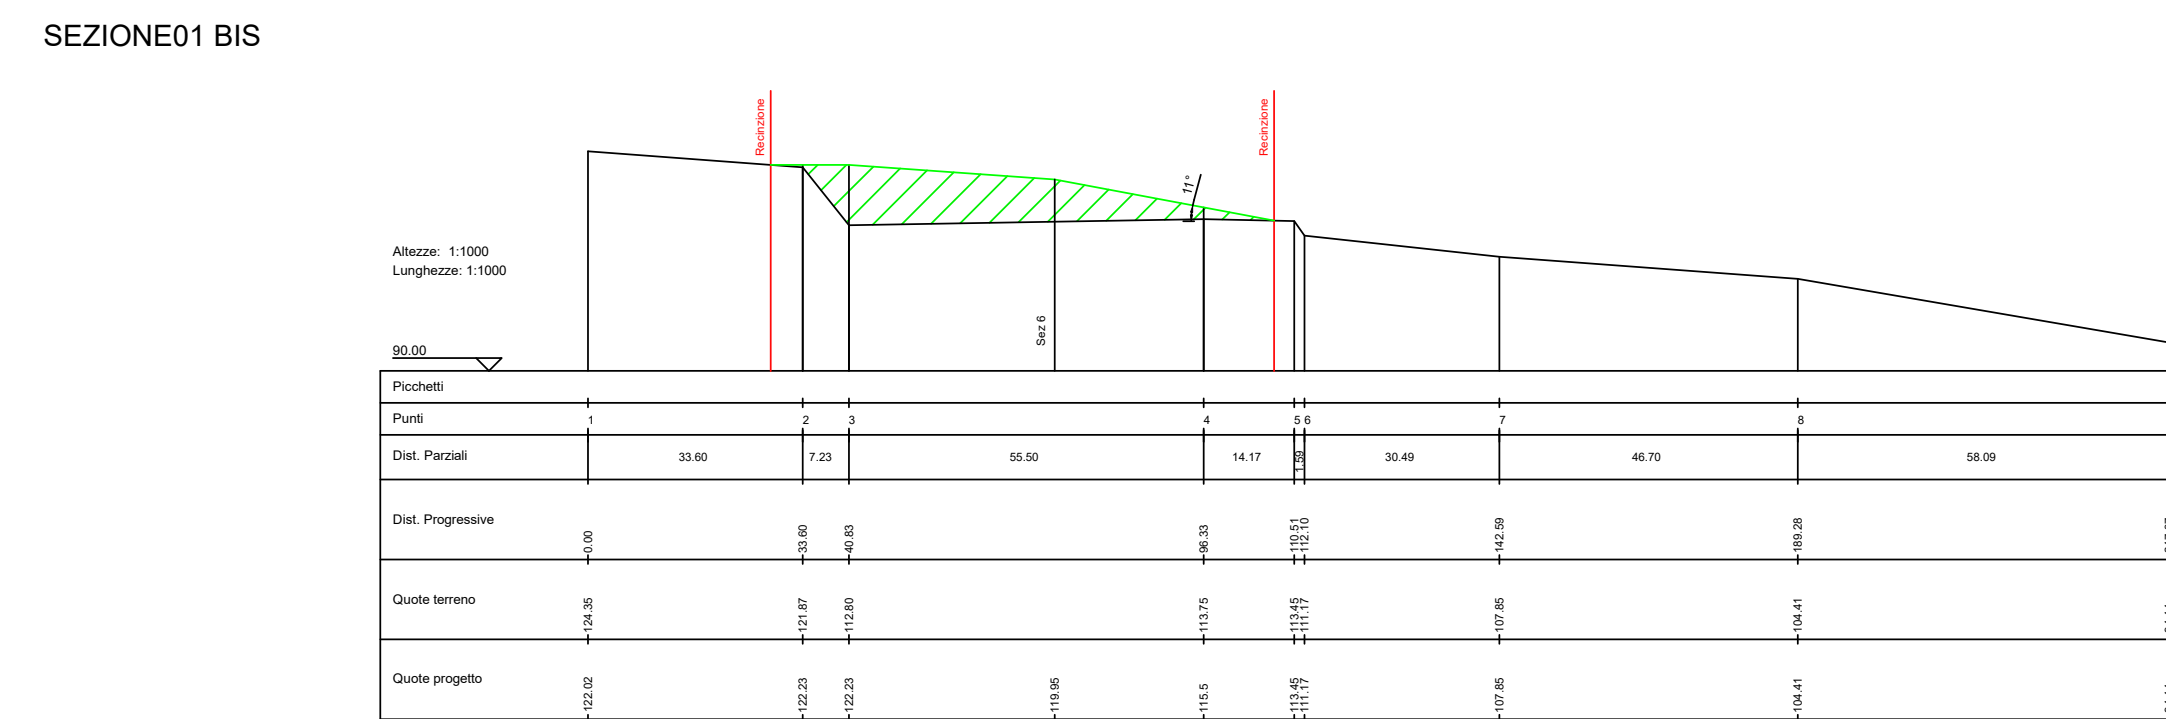 SEZIONE01 BIS
Recinzione
Recinzione
11°
Altezze: 1:1000
Lunghezze: 1:1000
Sez 6
90.00
Picchetti
Punti 1 2 3 4 5 6 7 8
Dist. Parziali 33.60 7.23 55.50 14.17 1.59 30.49 46.70 58.09
Dist. Progressive 0.00 33.60 40.83 96.33 110.51 112.10 142.59 189.28
Quote terreno 124.35 121.87 112.80 113.75 113.45 111.17 107.85 104.41
Quote progetto 122.02 122.23 122.23 119.95 115.5 113.45 111.17 107.85 104.41